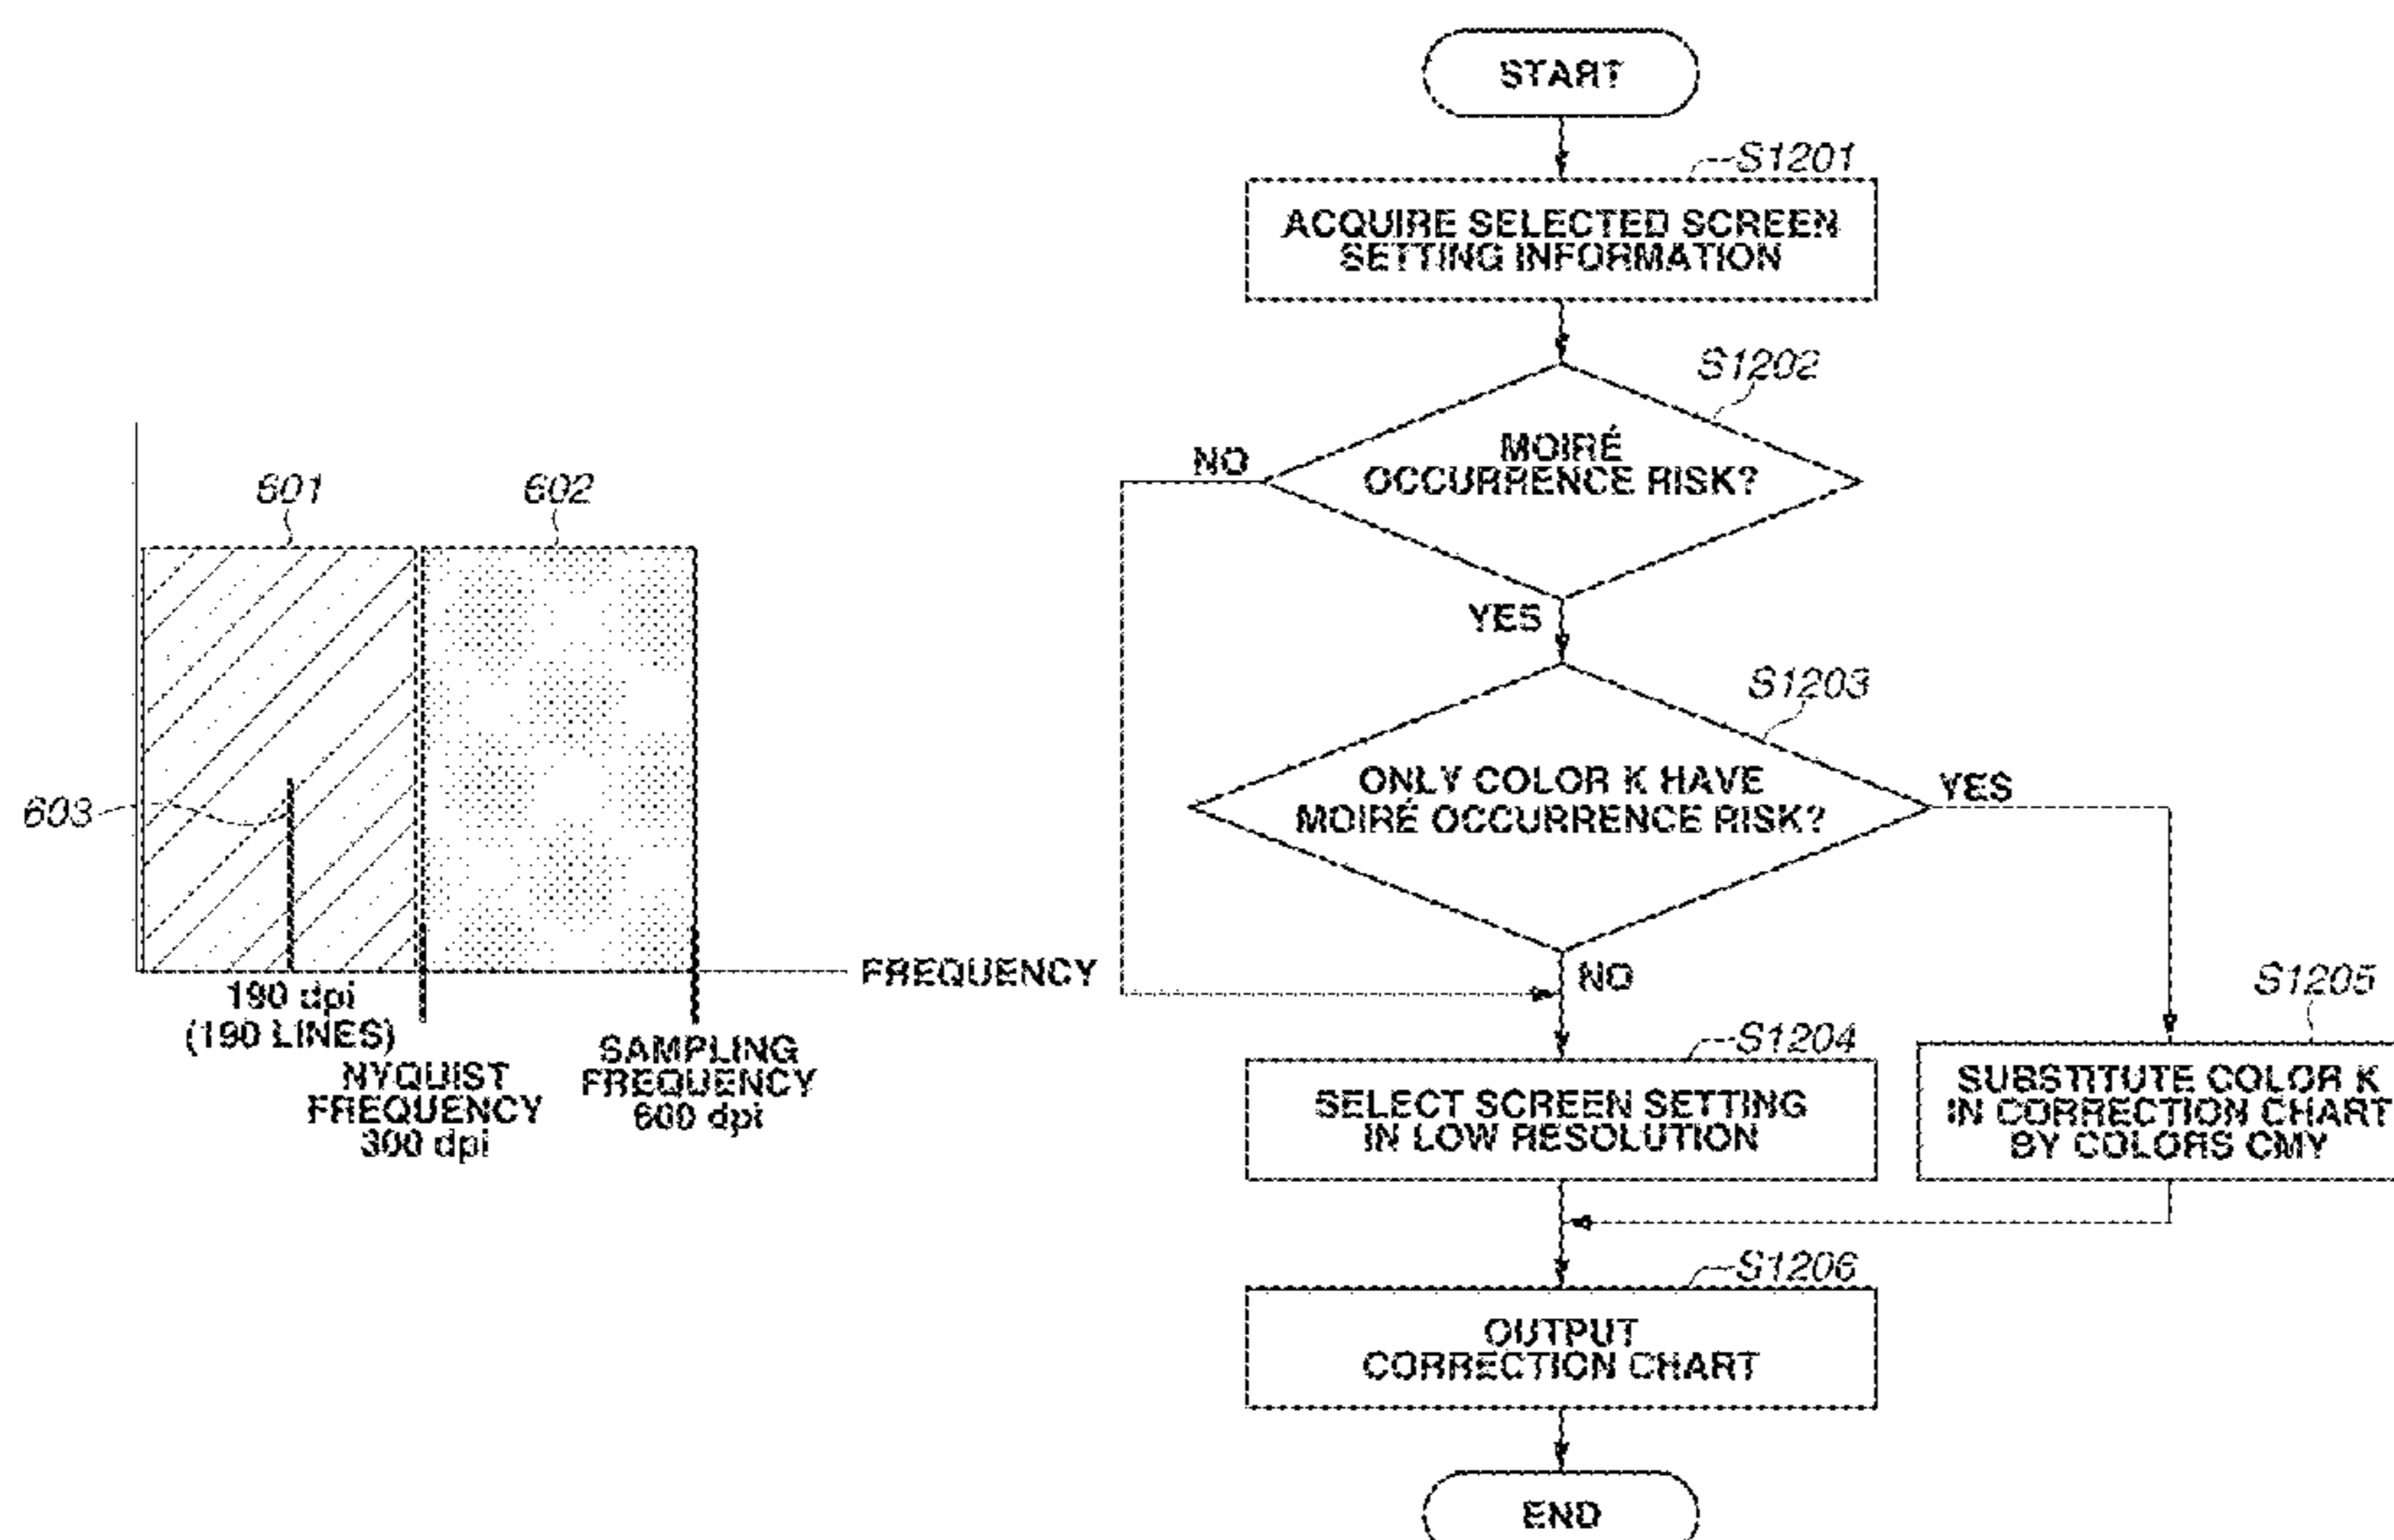 601
602
603
FREQUENCY
190 dpi
(190 LINES)
NYQUIST
FREQUENCY
300 dpi
SAMPLING
FREQUENCY
600 dpi
START
S1201
ACQUIRE SELECTED SCREEN
SETTING INFORMATION
S1202
MOIRÉ
OCCURRENCE RISK?
NO
YES
S1203
ONLY COLOR K HAVE
MOIRÉ OCCURRENCE RISK?
YES
NO
S1204
SELECT SCREEN SETTING
IN LOW RESOLUTION
S1205
SUBSTITUTE COLOR K
IN CORRECTION CHART
BY COLORS CMY
S1206
OUTPUT
CORRECTION CHART
END